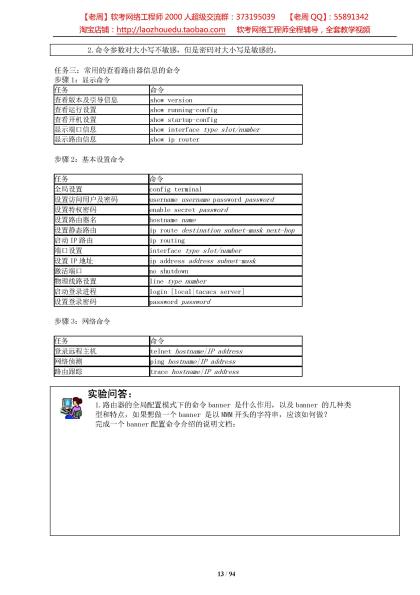 【老周】软考网络工程师 2000 人超级交流群：373195039 【老周 QQ】：55891342
淘宝店铺：http://laozhouedu.taobao.com 软考网络工程师全程辅导，全套教学视频
2.命令参数对大小写不敏感，但是密码对大小写是敏感的。
任务三：常用的查看路由器信息的命令
步骤 1：显示命令
任务 命令
查看版本及引导信息 show version
查看运行设置 show running-config
查看开机设置 show startup-config
显示端口信息 show interface type slot/number
显示路由信息 show ip router
步骤 2：基本设置命令
任务 命令
全局设置 config terminal
设置访问用户及密码 username username password password
设置特权密码 enable secret password
设置路由器名 hostname name
设置静态路由 ip route destination subnet-mask next-hop
启动 IP 路由 ip routing
端口设置 interface type slot/number
设置 IP 地址 ip address address subnet-mask
激活端口 no shutdown
物理线路设置 line type number
启动登录进程 login [local|tacacs server]
设置登录密码 password password
步骤 3：网络命令
任务 命令
登录远程主机 telnet hostname|IP address
网络侦测 ping hostname|IP address
路由跟踪 trace hostname|IP address
实验问答：
1.路由器的全局配置模式下的命令 banner 是什么作用，以及 banner 的几种类
型和特点，如果想做一个 banner 是以 MWM 开头的字符串，应该如何做？
完成一个 banner 配置命令介绍的说明文档：
13 / 94